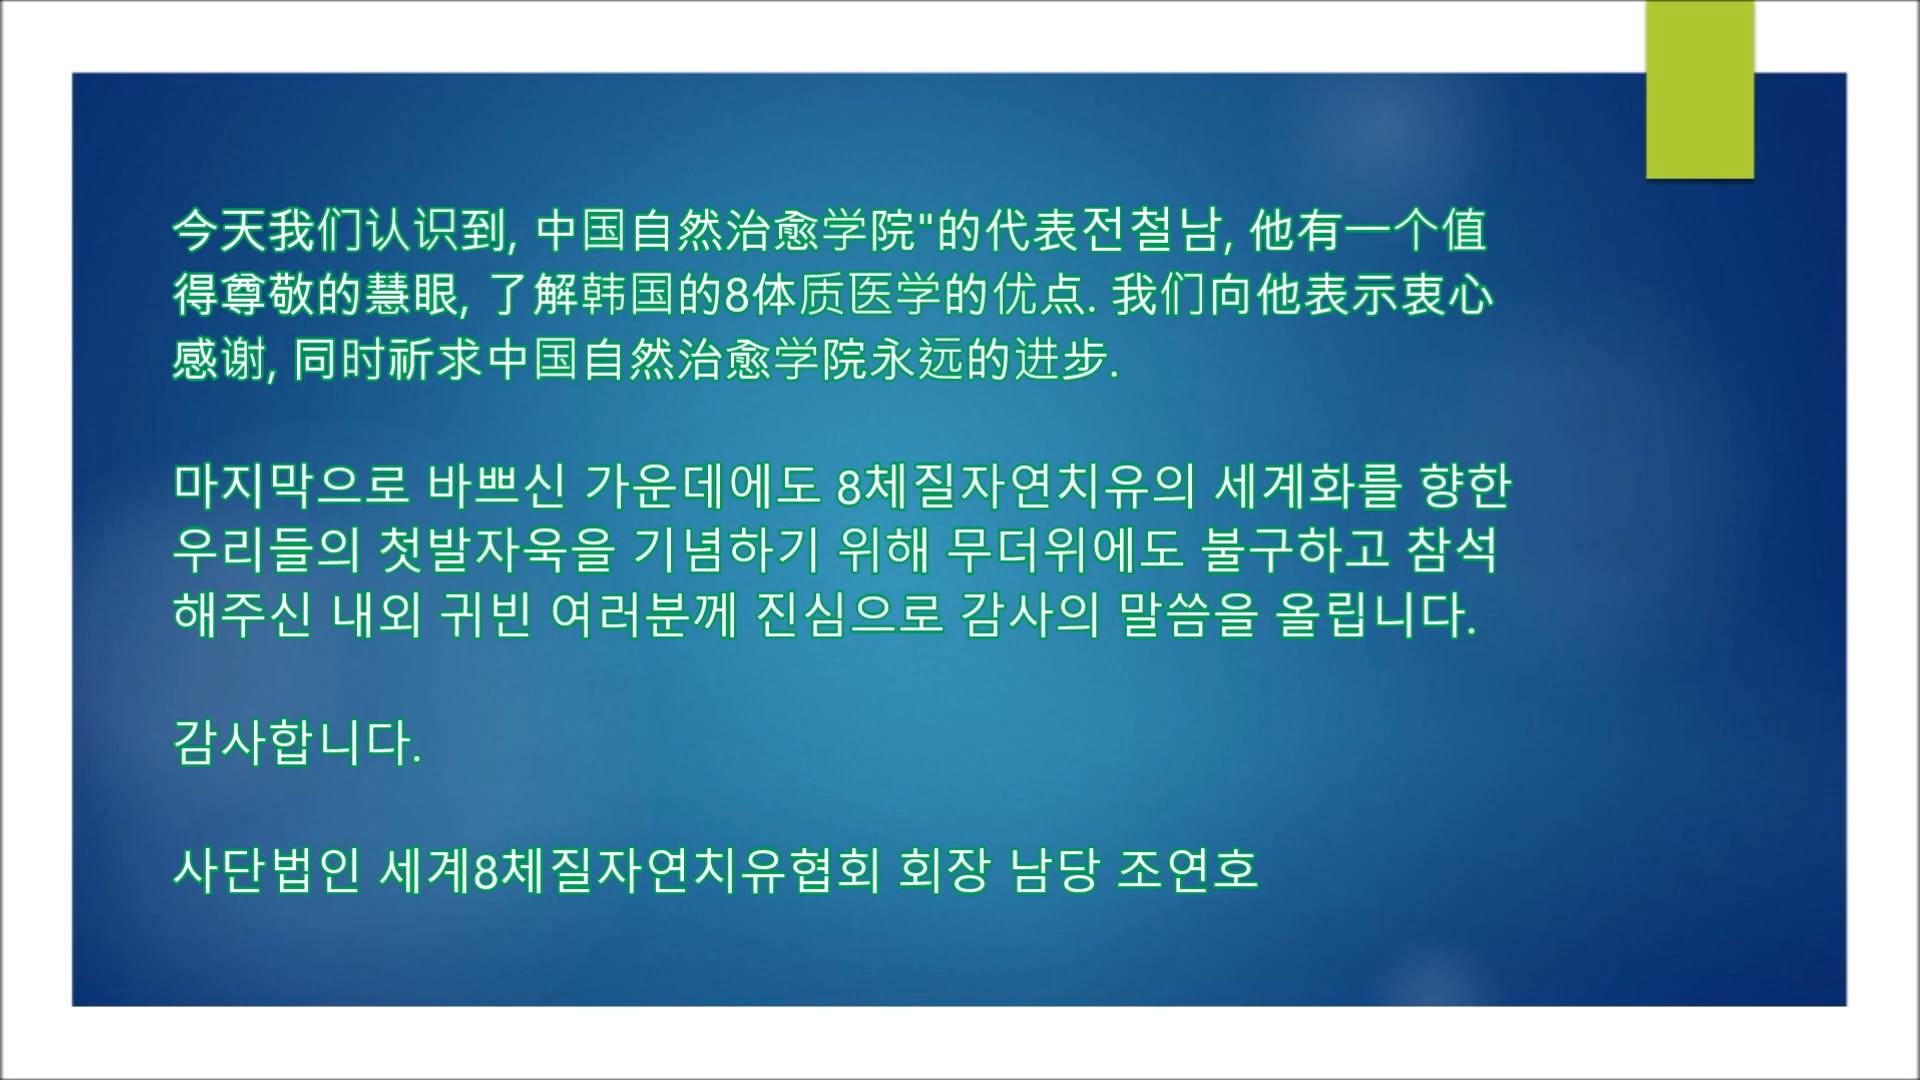 今天我们认识到, 中国自然治愈学院"的代表전철남, 他有一个值
得尊敬的慧眼, 了解韩国的8体质医学的优点. 我们向他表示衷心
感谢, 同时祈求中国自然治愈学院永远的进步.
마지막으로 바쁘신 가운데에도 8체질자연치유의 세계화를 향한
우리들의 첫발자욱을 기념하기 위해 무더위에도 불구하고 참석
해주신 내외 귀빈 여러분께 진심으로 감사의 말씀을 올립니다.
감사합니다.
사단법인 세계8체질자연치유협회 회장 남당 조연호